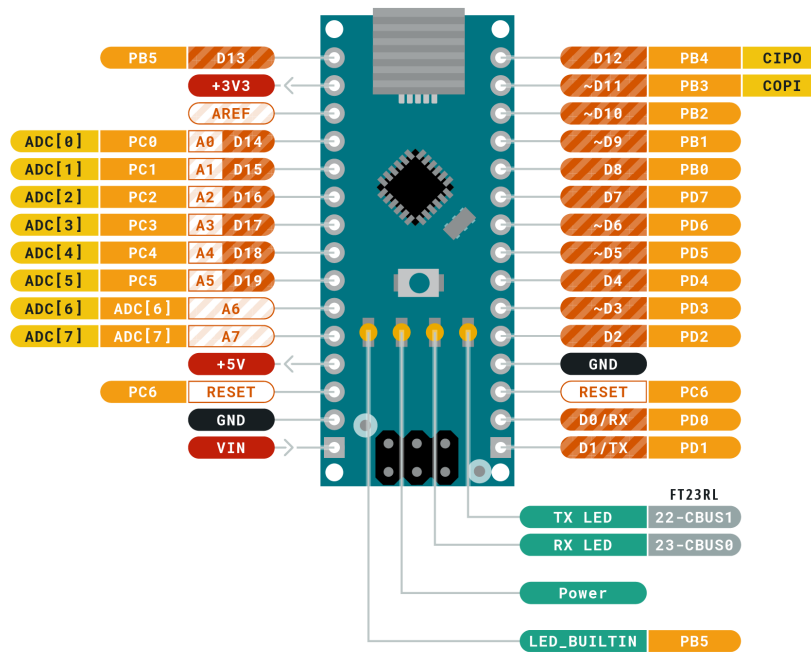 PB5 D13 D12 PB4 CIPO
+3V3 ~D11 PB3 COPI
AREF ~D10 PB2
ADC[0] PC0 A0 D14 ~D9 PB1
ADC[1] PC1 A1 D15 D8 PB0
ADC[2] PC2 A2 D16 D7 PD7
ADC[3] PC3 A3 D17 ~D6 PD6
ADC[4] PC4 A4 D18 ~D5 PD5
ADC[5] PC5 A5 D19 D4 PD4
ADC[6] ADC[6] A6 ~D3 PD3
ADC[7] ADC[7] A7 D2 PD2
+5V GND
PC6 RESET RESET PC6
GND D0/RX PD0
VIN D1/TX PD1
FT23RL
TX LED 22-CBUS1
RX LED 23-CBUS0
Power
LED_BUILTIN PB5